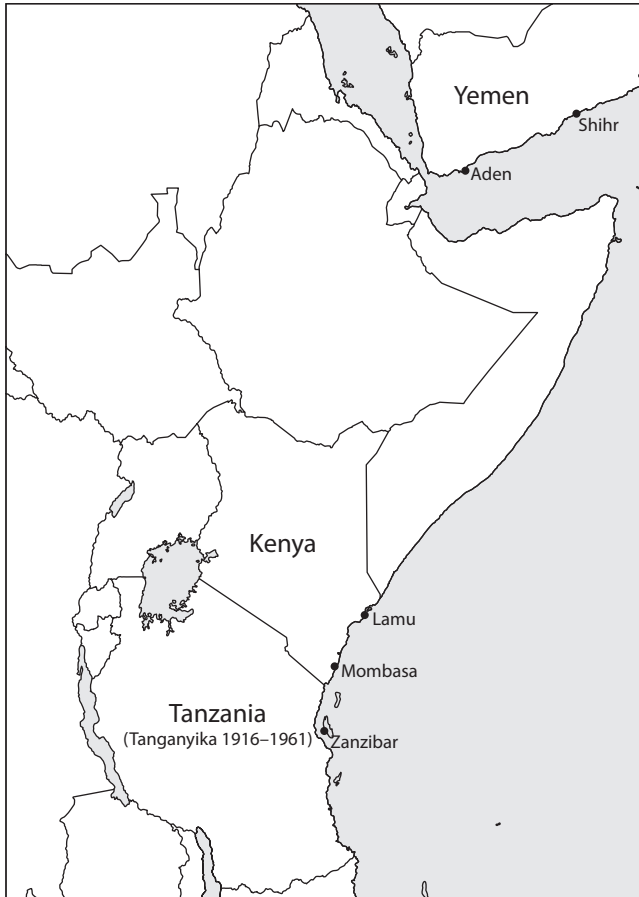 Yemen
Shihr
Aden
Kenya
Lamu
Mombasa
Tanzania
(Tanganyika 1916–1961)
Zanzibar